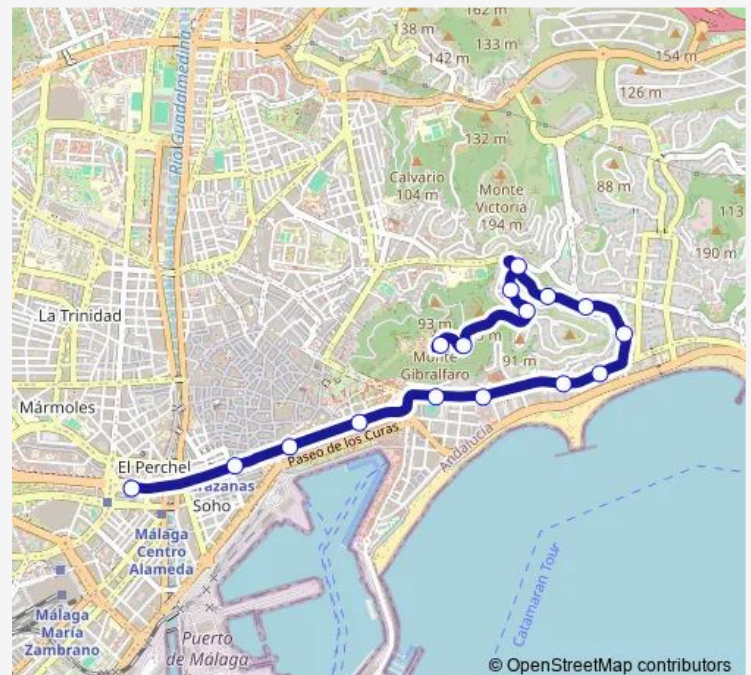 162 m
138 m
133 m
142 m
154 m
126 m
Río Guadalmedina
132 m
Calvario
104 m
Monte
Victoria
194 m
88 m
113
190 m
La Trinidad
93 m
91 m
Monte
Gibralfaro
Mármoles
El Perchel
Paseo de los Curas
Andalucía
arazanas
Soho
Málaga
Centro
Alameda
Málaga
María
Zambrano
Puerto
de Málaga
Catamaran Tour
© OpenStreetMap contributors